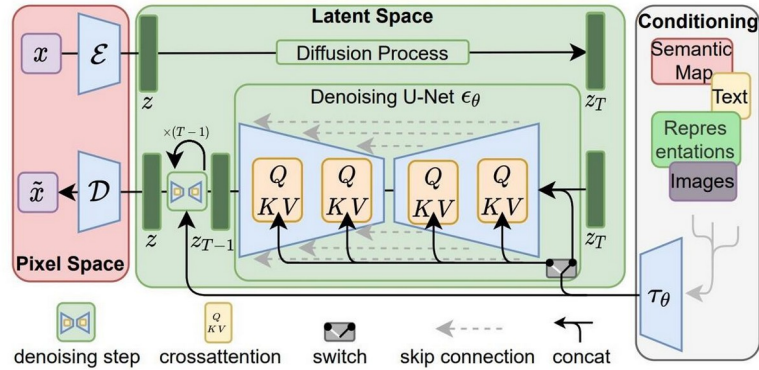 Latent Space
Conditioning
x
ℰ
z
Diffusion Process
z_T
Semantic
Map
Text
Repres
entations
Images
Denoising U-Net ϵ_θ
×(T−1)
Q
KV
Q
KV
Q
KV
Q
KV
x̃
𝒟
z
z_{T−1}
z_T
τ_θ
Pixel Space
Q
KV
denoising step
crossattention
switch
skip connection
concat